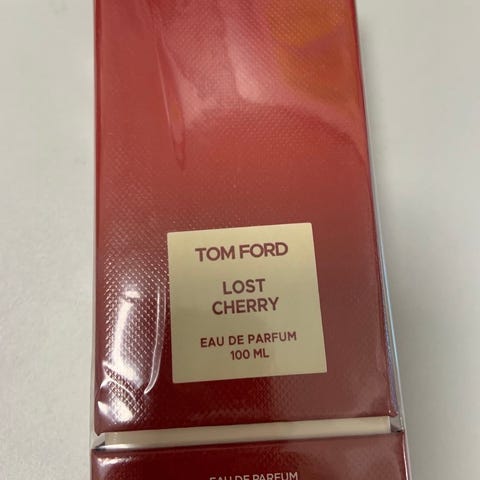 TOM FORD
LOST
CHERRY
EAU DE PARFUM
100 ML
EAU DE PARFUM